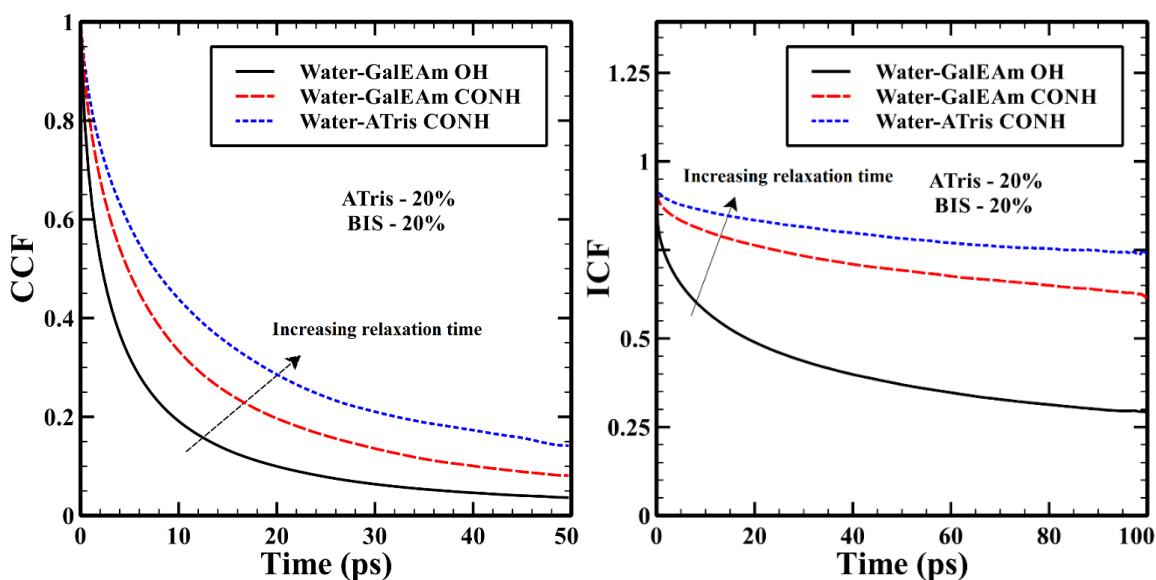 CCF
1
0.8
0.6
0.4
0.2
0
0
10
20
30
40
50
Time (ps)
Water-GalEAm OH
Water-GalEAm CONH
Water-ATris CONH
ATris - 20%
BIS - 20%
Increasing relaxation time
ICF
1.25
1
0.75
0.5
0.25
0
0
20
40
60
80
100
Time (ps)
Water-GalEAm OH
Water-GalEAm CONH
Water-ATris CONH
Increasing relaxation time
ATris - 20%
BIS - 20%